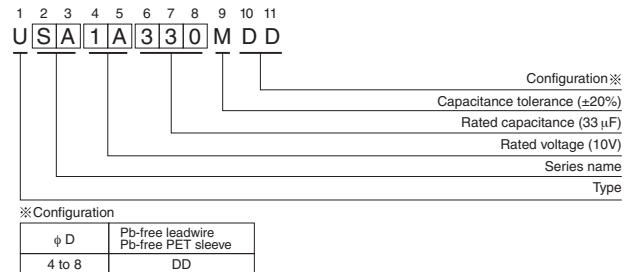 1 2 3 4 5 6 7 8 9 10 11
U S A 1 A 3 3 0 M D D
Configuration※
Capacitance tolerance (±20%)
Rated capacitance (33 µF)
Rated voltage (10V)
Series name
Type
※Configuration
ϕ D
Pb-free leadwire
Pb-free PET sleeve
4 to 8
DD